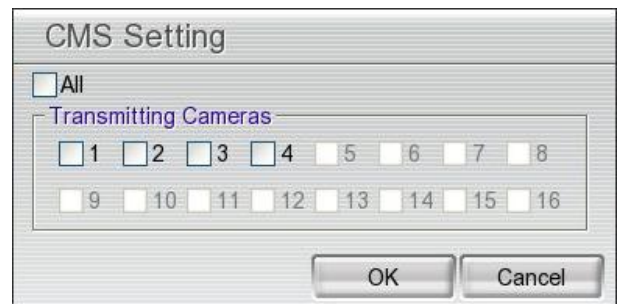 CMS Setting
All
Transmitting Cameras
1 2 3 4 5 6 7 8
9 10 11 12 13 14 15 16
OK Cancel